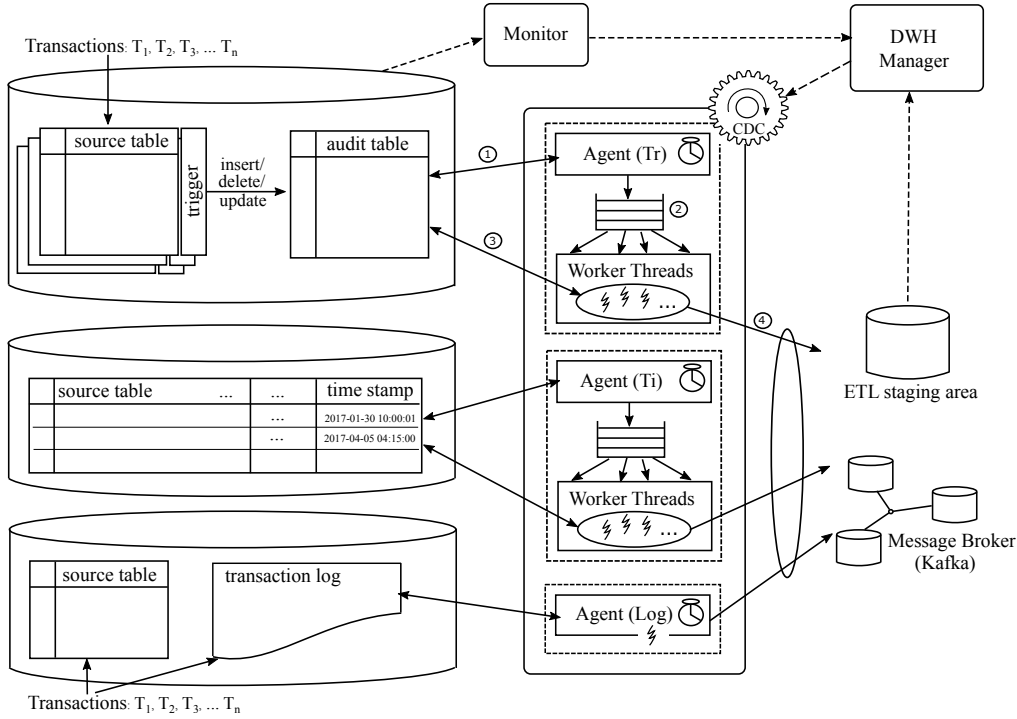 Transactions: T1, T2, T3, ... Tn
Monitor
DWH
Manager
CDC
source table
trigger
insert/
delete/
update
audit table
①
Agent (Tr)
②
③
Worker Threads
...
④
ETL staging area
source table ... ... time stamp
... 2017-01-30 10:00:01
... 2017-04-05 04:15:00
Agent (Ti)
Worker Threads
...
Message Broker
(Kafka)
source table
transaction log
Agent (Log)
Transactions: T1, T2, T3, ... Tn